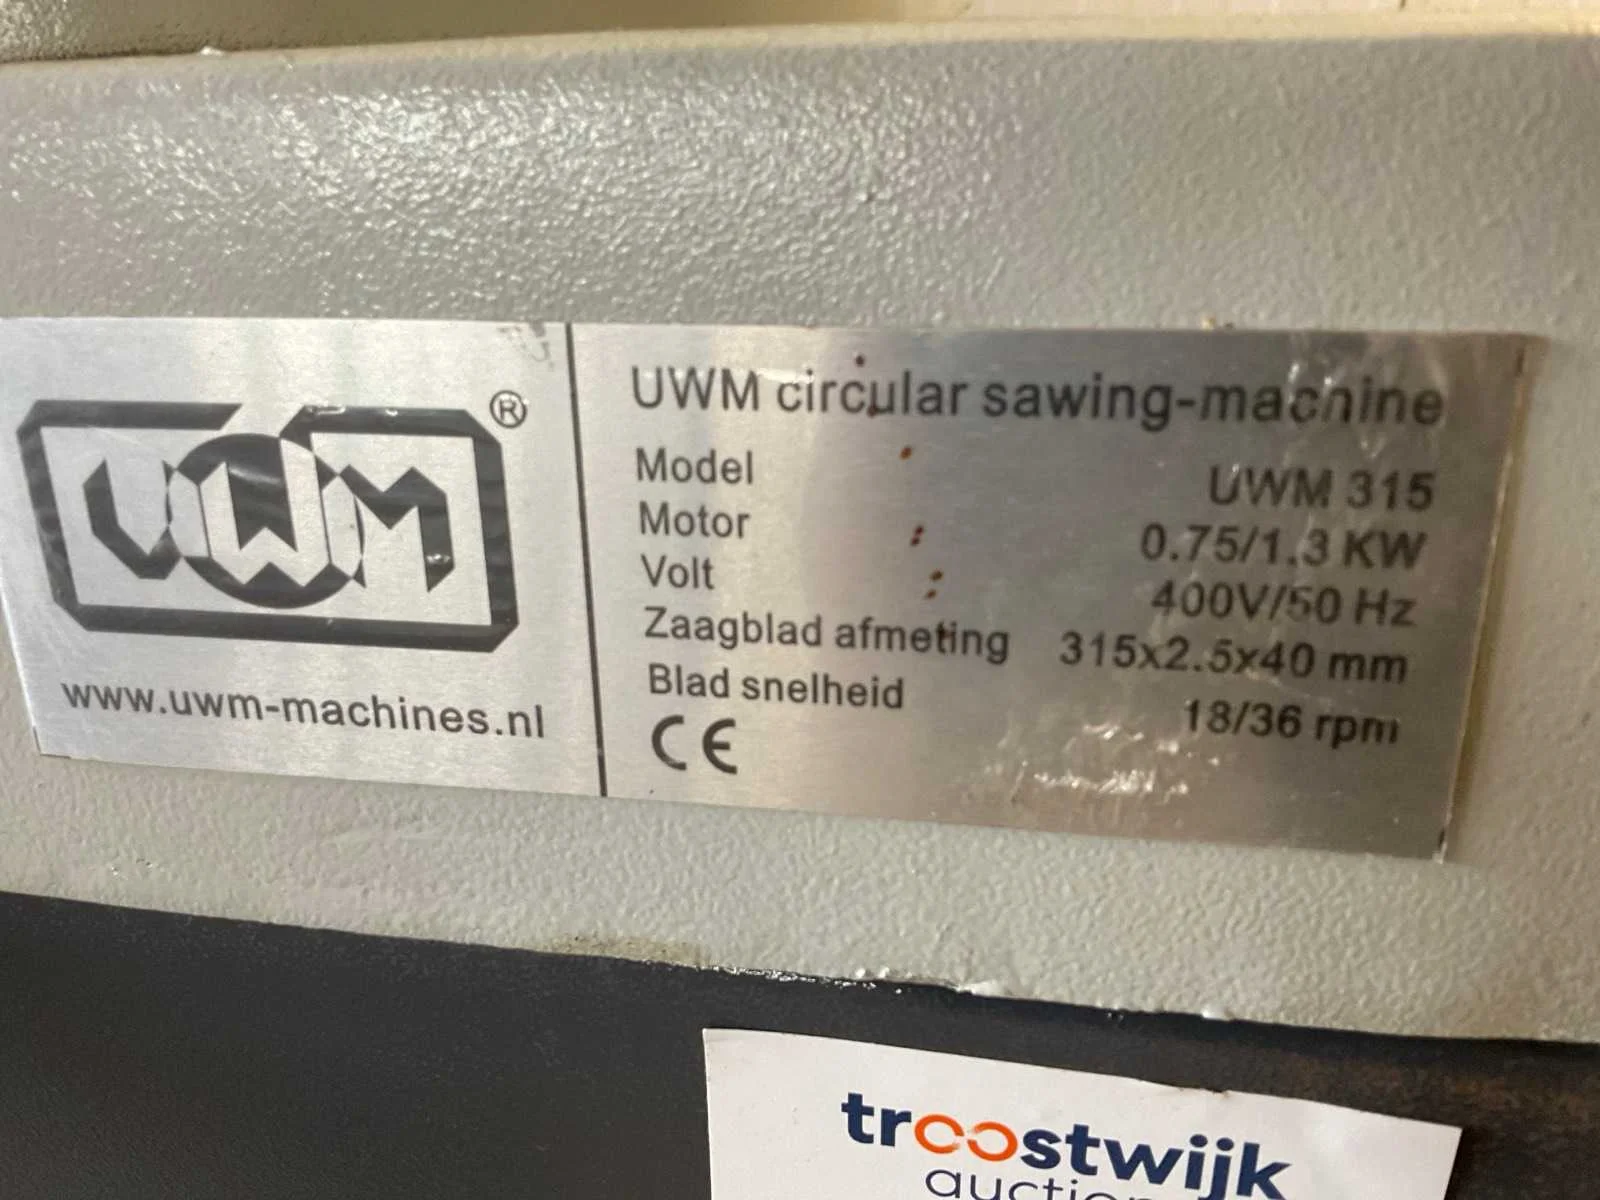 UWM®
www.uwm-machines.nl
UWM circular sawing-machine
Model UWM 315
Motor 0.75/1.3 KW
Volt 400V/50 Hz
Zaagblad afmeting 315x2.5x40 mm
Blad snelheid 18/36 rpm
CE
troostwijk
auction